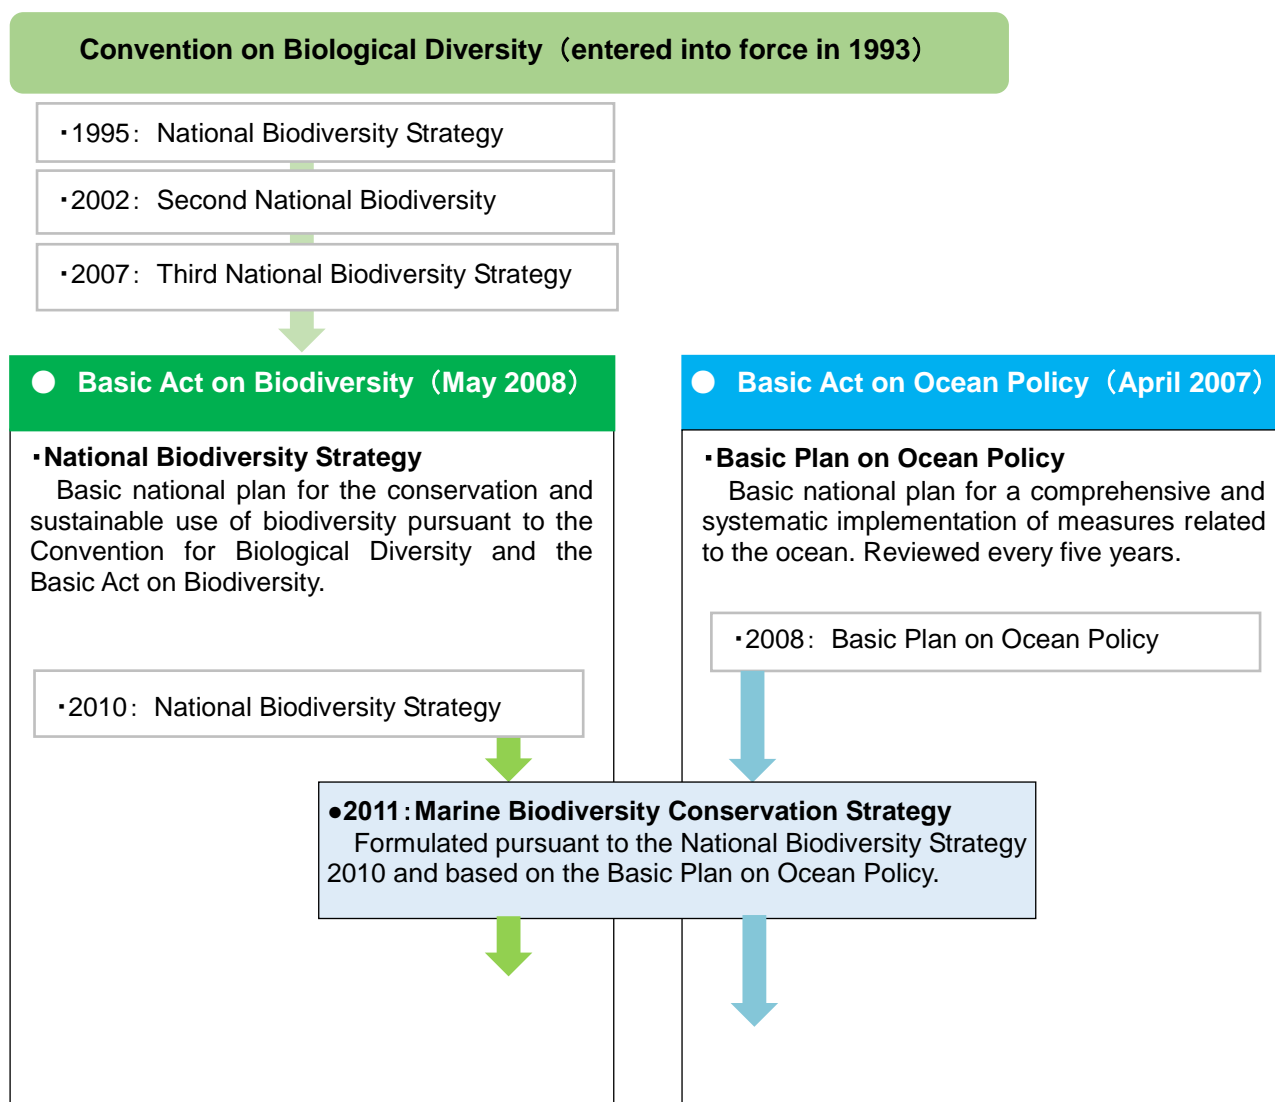 Convention on Biological Diversity（entered into force in 1993）
・1995： National Biodiversity Strategy
・2002： Second National Biodiversity
・2007： Third National Biodiversity Strategy
● Basic Act on Biodiversity（May 2008）
・National Biodiversity Strategy
Basic national plan for the conservation and
sustainable use of biodiversity pursuant to the
Convention for Biological Diversity and the
Basic Act on Biodiversity.
・2010： National Biodiversity Strategy
● Basic Act on Ocean Policy（April 2007）
・Basic Plan on Ocean Policy
Basic national plan for a comprehensive and
systematic implementation of measures related
to the ocean. Reviewed every five years.
・2008： Basic Plan on Ocean Policy
●2011：Marine Biodiversity Conservation Strategy
Formulated pursuant to the National Biodiversity Strategy
2010 and based on the Basic Plan on Ocean Policy.